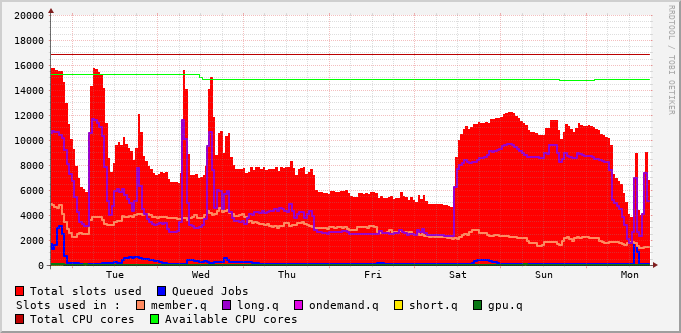 20000
18000
16000
14000
12000
10000
8000
6000
4000
2000
0
Tue Wed Thu Fri Sat Sun Mon
RRDTOOL / TOBI OETIKER
Total slots used Queued Jobs
Slots used in : member.q long.q ondemand.q short.q gpu.q
Total CPU cores Available CPU cores